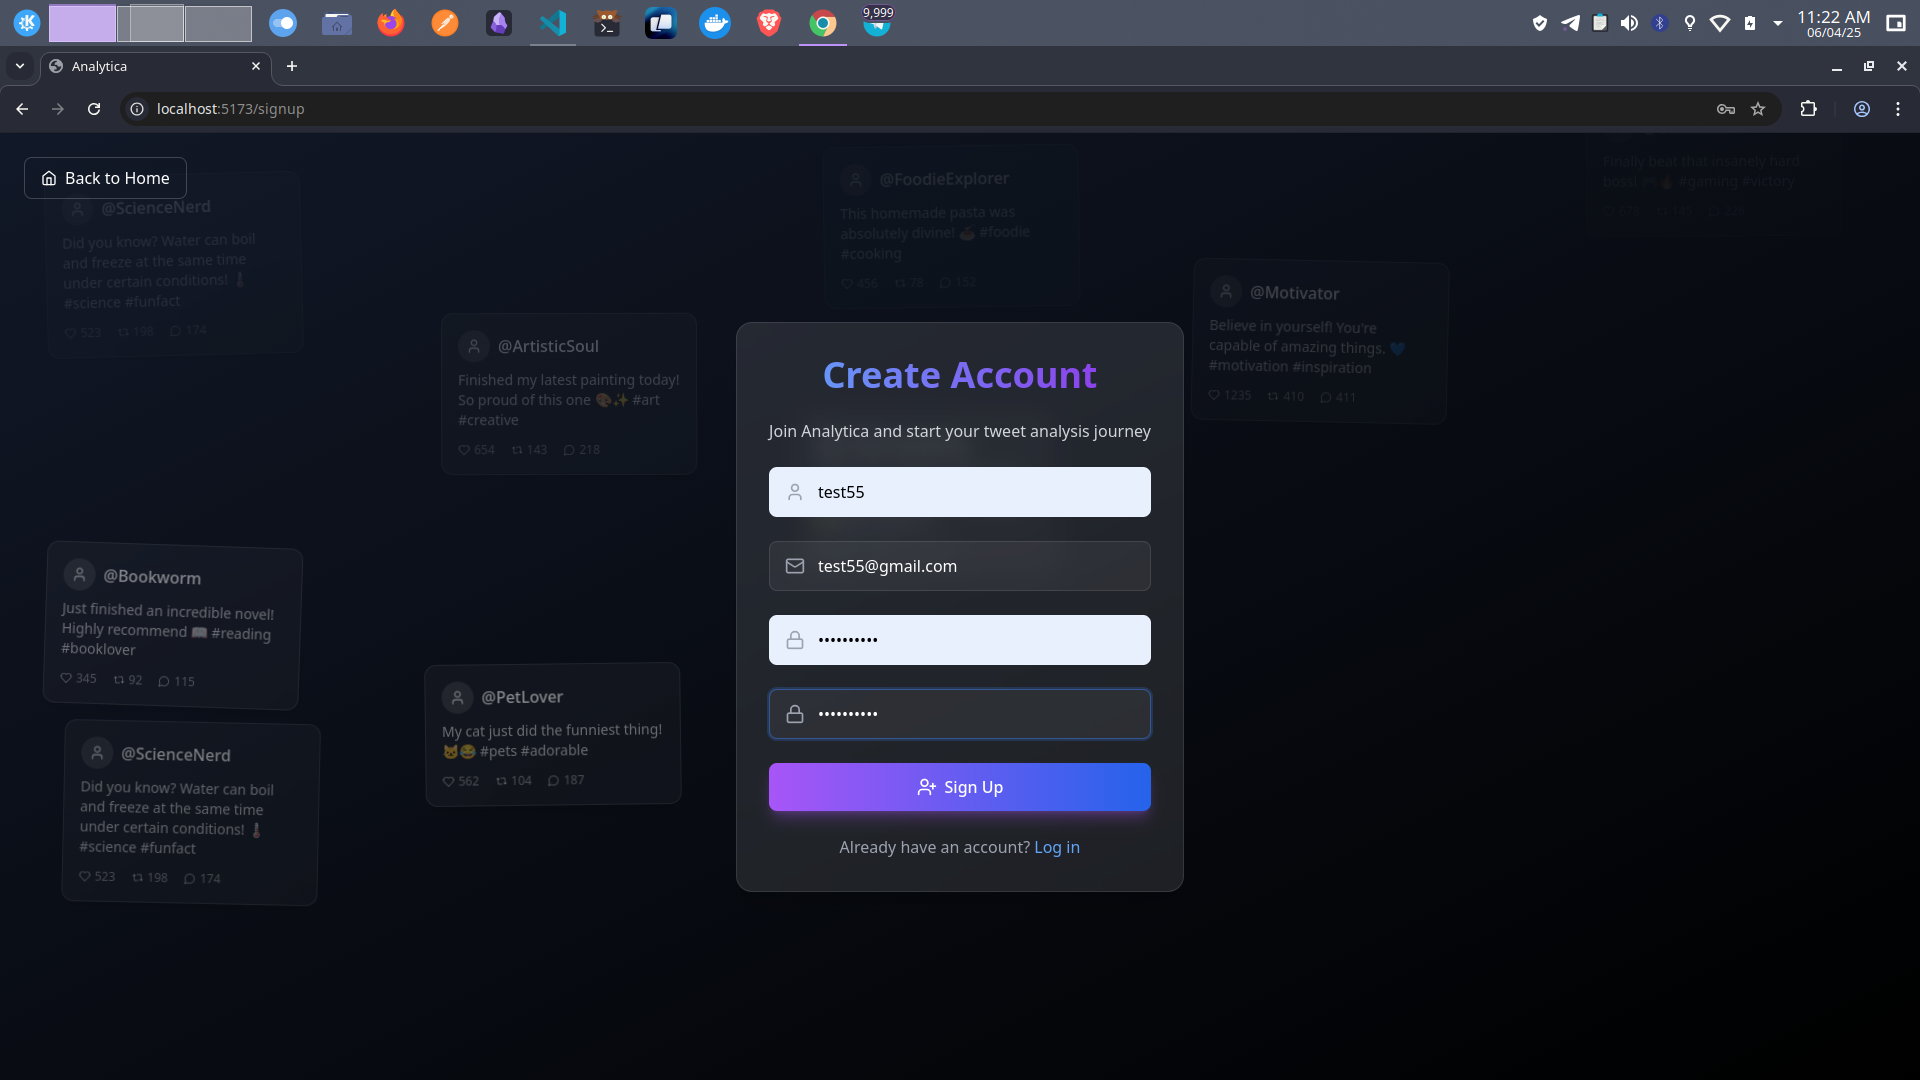 9,999
11:22 AM
06/04/25
Analytica
localhost:5173/signup
Back to Home
@ScienceNerd
Did you know? Water can boil
and freeze at the same time
under certain conditions! 🌡️
#science #funfact
523 198 174
@FoodieExplorer
This homemade pasta was
absolutely divine! 🍝 #foodie
#cooking
456 78 152
Finally beat that insanely hard
boss! 🎮🔥 #gaming #victory
@Motivator
Believe in yourself! You're
capable of amazing things. 💙
#motivation #inspiration
1235 410 411
@ArtisticSoul
Finished my latest painting today!
So proud of this one 🎨✨ #art
#creative
654 143 218
Create Account
Join Analytica and start your tweet analysis journey
test55
test55@gmail.com
••••••••••
••••••••••
Sign Up
Already have an account? Log in
@Bookworm
Just finished an incredible novel!
Highly recommend 📖 #reading
#booklover
345 92 115
@PetLover
My cat just did the funniest thing!
🐱😂 #pets #adorable
562 104 187
@ScienceNerd
Did you know? Water can boil
and freeze at the same time
under certain conditions! 🌡️
#science #funfact
523 198 174